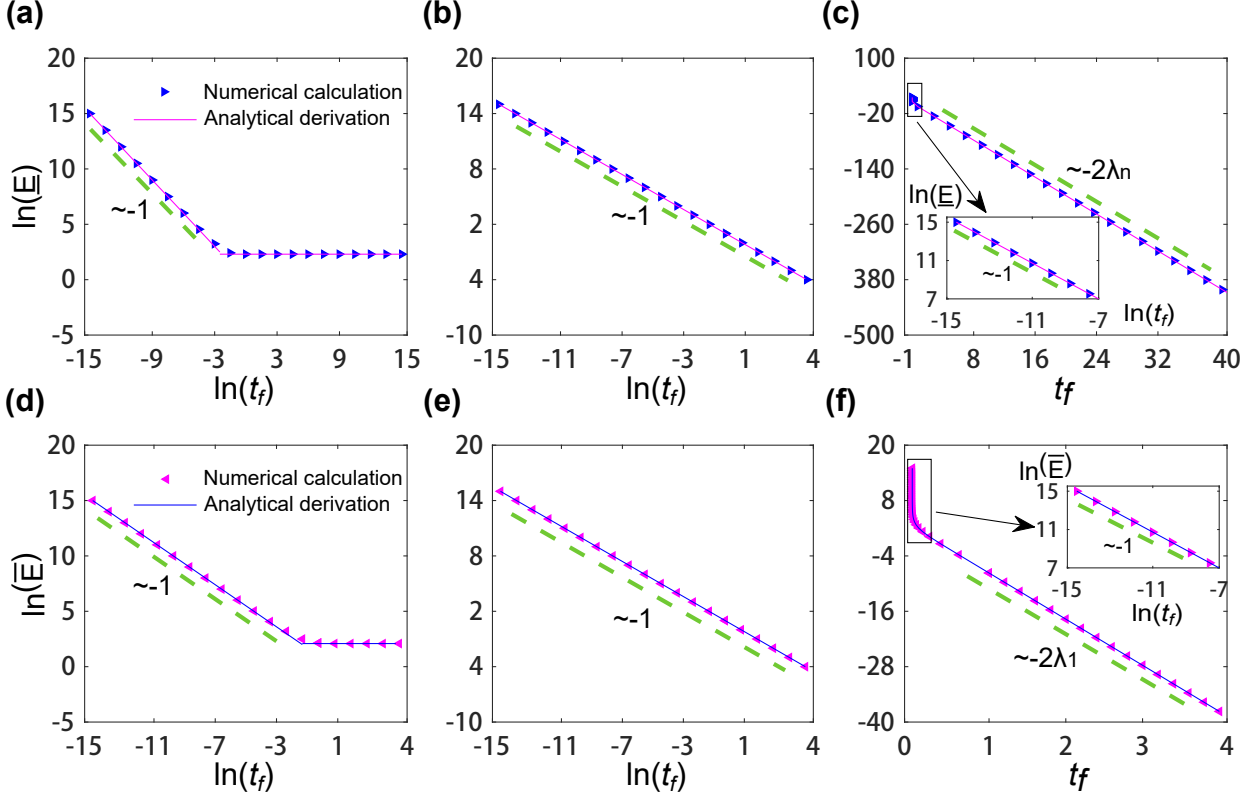 (a)
20
15
10
5
0
-5
ln(E̲)
Numerical calculation
Analytical derivation
~-1
-15 -9 -3 3 9 15
ln(t_f)
(b)
20
14
8
2
4
-10
~-1
-15 -11 -7 -3 1 4
ln(t_f)
(c)
100
-20
-140
260
380
-500
~-2λn
ln(E̲)
15
11
7
~-1
-15 -11 -7
ln(t_f)
-1 8 16 24 32 40
t_f
(d)
20
15
10
5
0
-5
ln(E̅)
Numerical calculation
Analytical derivation
~-1
-15 -11 -7 -3 1 4
ln(t_f)
(e)
20
14
8
2
4
-10
~-1
-15 -11 -7 -3 1 4
ln(t_f)
(f)
20
8
-4
-16
-28
-40
ln(E̅)
15
11
7
~-1
-15 -11 -7
ln(t_f)
~-2λ1
0 1 2 3 4
t_f